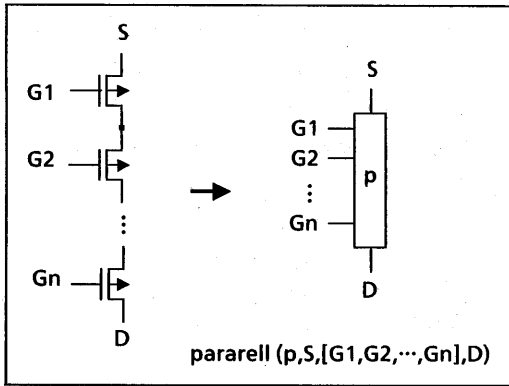 S
G1
G2
⋮
Gn
D
S
G1
G2
⋮
Gn
p
D
pararell (p,S,[G1,G2,⋯,Gn],D)